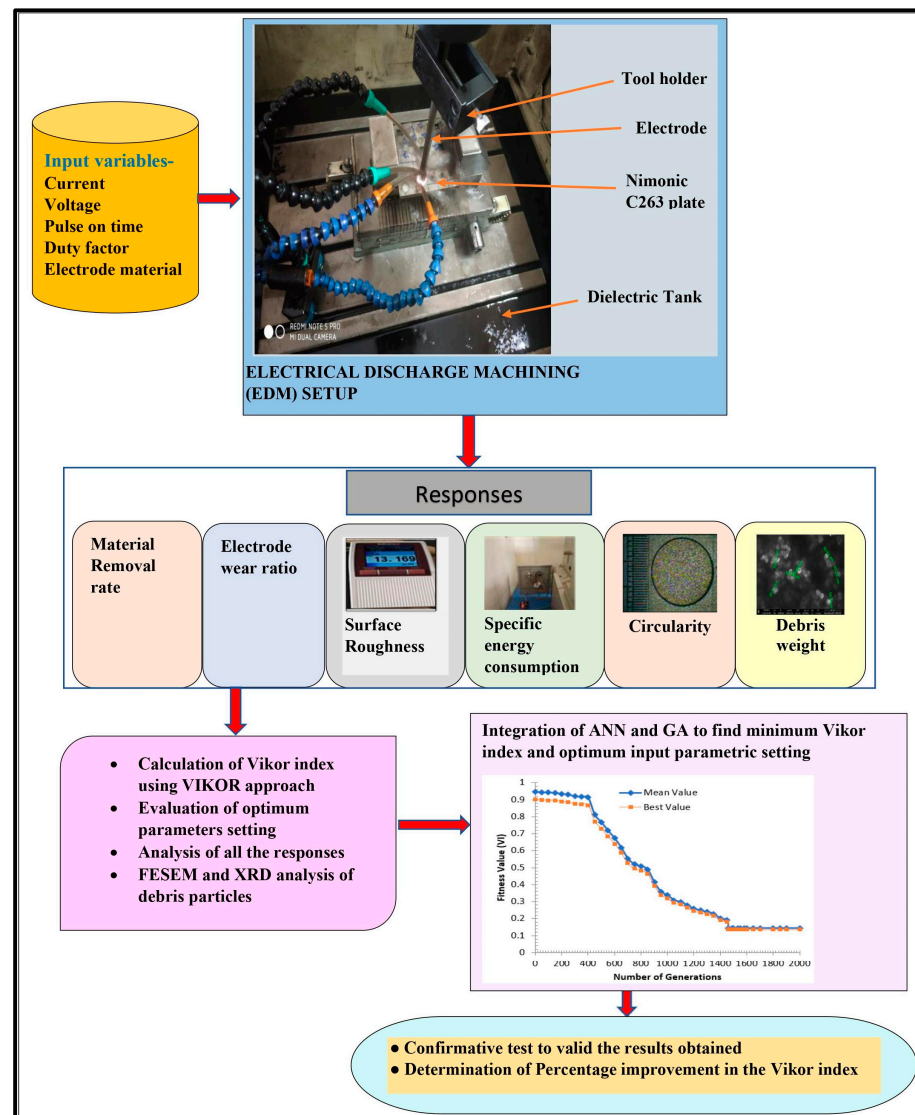 Input variables-
Current
Voltage
Pulse on time
Duty factor
Electrode material
Tool holder
Electrode
Nimonic
C263 plate
Dielectric Tank
REDMI NOTE 5 PRO
MI DUAL CAMERA
ELECTRICAL DISCHARGE MACHINING
(EDM) SETUP
Responses
Material
Removal
rate
Electrode
wear ratio
13.169
Surface
Roughness
Specific
energy
consumption
Circularity
Debris
weight
• Calculation of Vikor index
using VIKOR approach
• Evaluation of optimum
parameters setting
• Analysis of all the responses
• FESEM and XRD analysis of
debris particles
Integration of ANN and GA to find minimum Vikor
index and optimum input parametric setting
Mean Value
Best Value
Fitness Value (VI)
1
0.9
0.8
0.7
0.6
0.5
0.4
0.3
0.2
0.1
0
0 200 400 600 800 1000 1200 1400 1600 1800 2000
Number of Generations
● Confirmative test to valid the results obtained
● Determination of Percentage improvement in the Vikor index